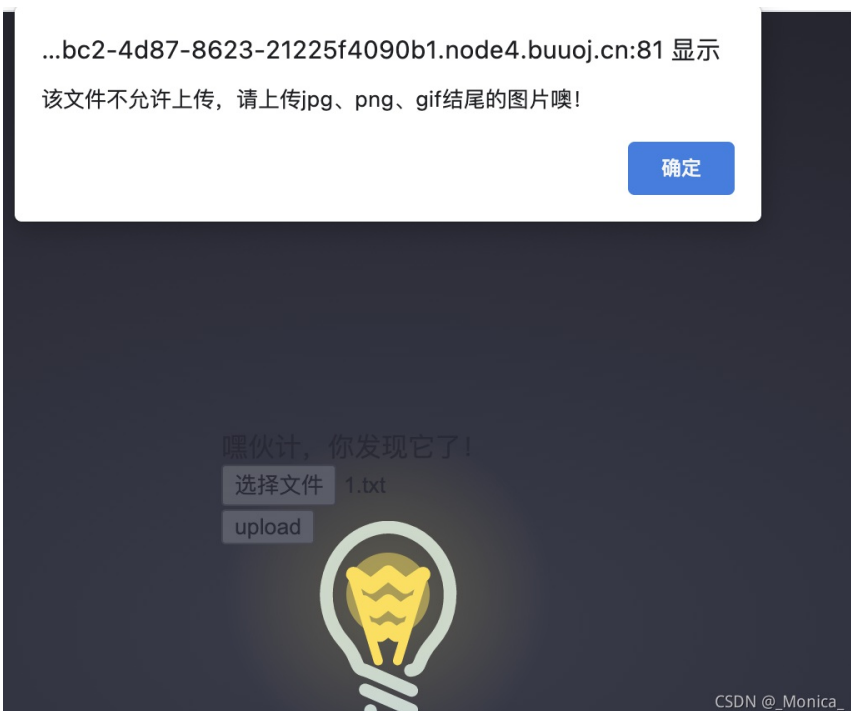 ...bc2-4d87-8623-21225f4090b1.node4.buuoj.cn:81 显示
该文件不允许上传，请上传jpg、png、gif结尾的图片噢！
确定
嘿伙计，你发现它了！
选择文件 1.txt
upload
CSDN @_Monica_